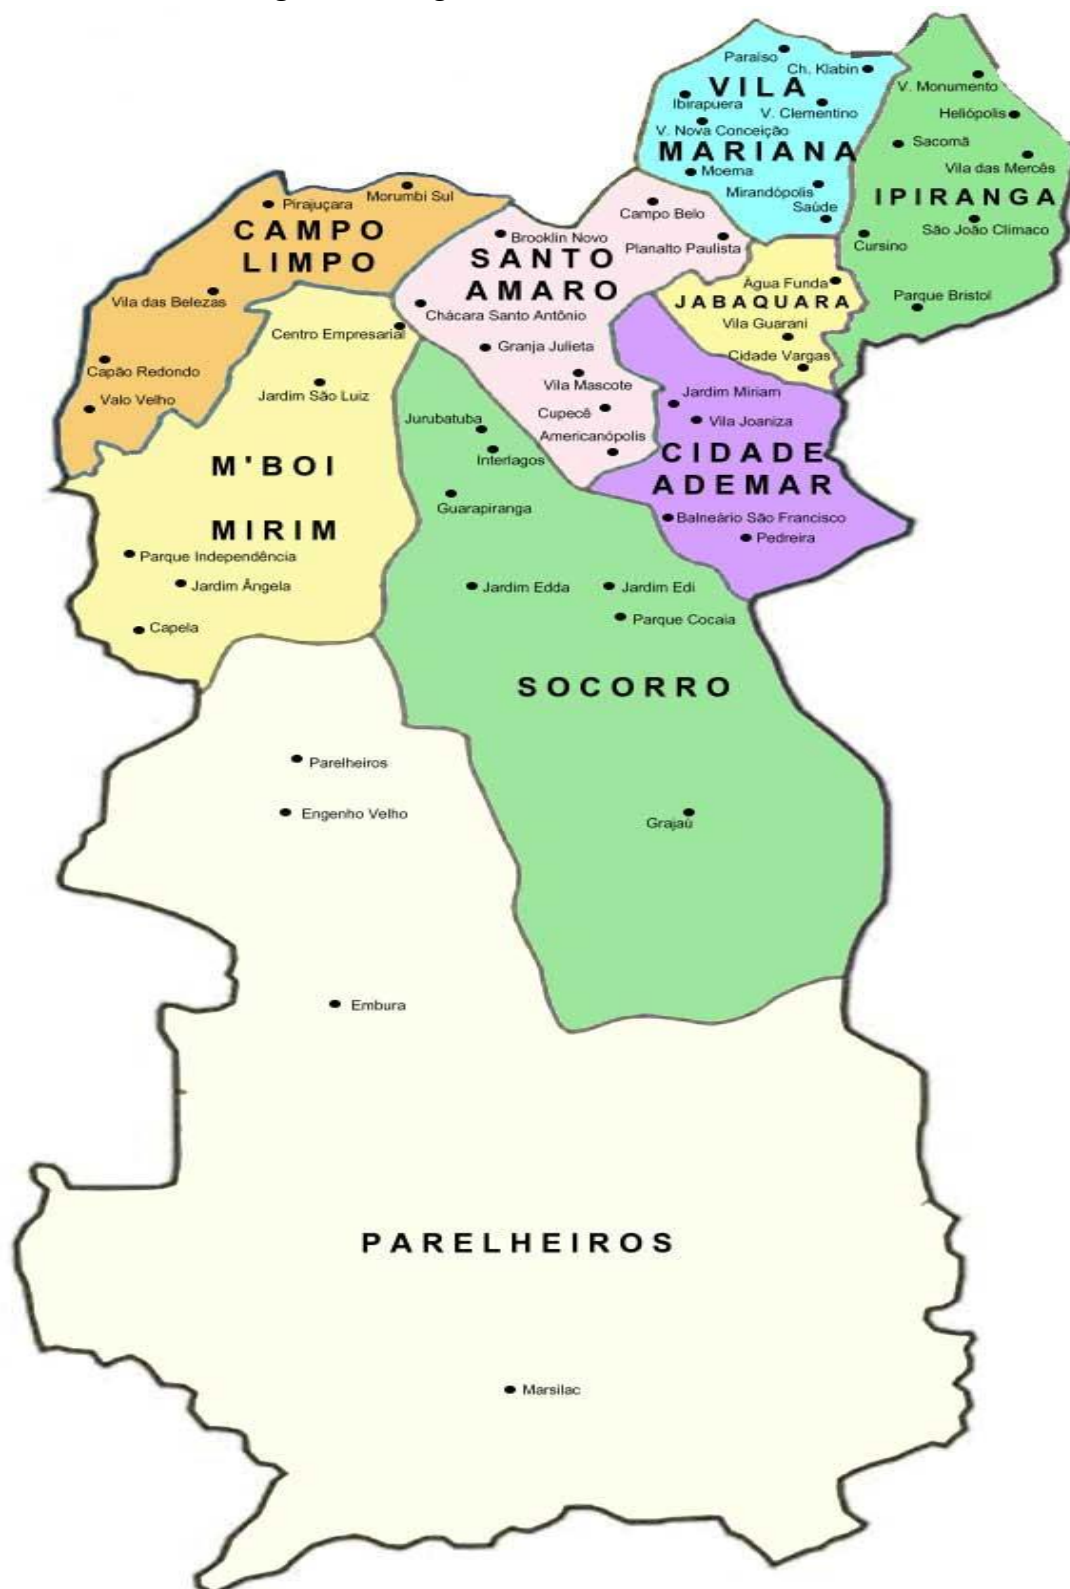 Paraíso
Ch. Klabin
VILA
Ibirapuera
V. Clementino
V. Nova Conceição
MARIANA
Moema
Mirandópolis
Saúde
V. Monumento
Heliópolis
Sacomã
Vila das Mercês
IPIRANGA
São João Clímaco
Cursino
Parque Bristol
Morumbi Sul
Pirajuçara
CAMPO
LIMPO
Vila das Belezas
Capão Redondo
Valo Velho
Campo Belo
Brooklin Novo
Planalto Paulista
SANTO
AMARO
Chácara Santo Antônio
Granja Julieta
Vila Mascote
Cupecê
Americanópolis
Água Funda
JABAQUARA
Vila Guarani
Cidade Vargas
Centro Empresarial
Jardim São Luiz
M'BOI
MIRIM
Parque Independência
Jardim Ângela
Capela
Jardim Miriam
Vila Joaniza
CIDADE
ADEMAR
Balneário São Francisco
Pedreira
Jurubatuba
Interlagos
Guarapiranga
Jardim Edda
Jardim Edi
Parque Cocaia
SOCORRO
Grajaú
Parelheiros
Engenho Velho
Embura
PARELHEIROS
Marsilac